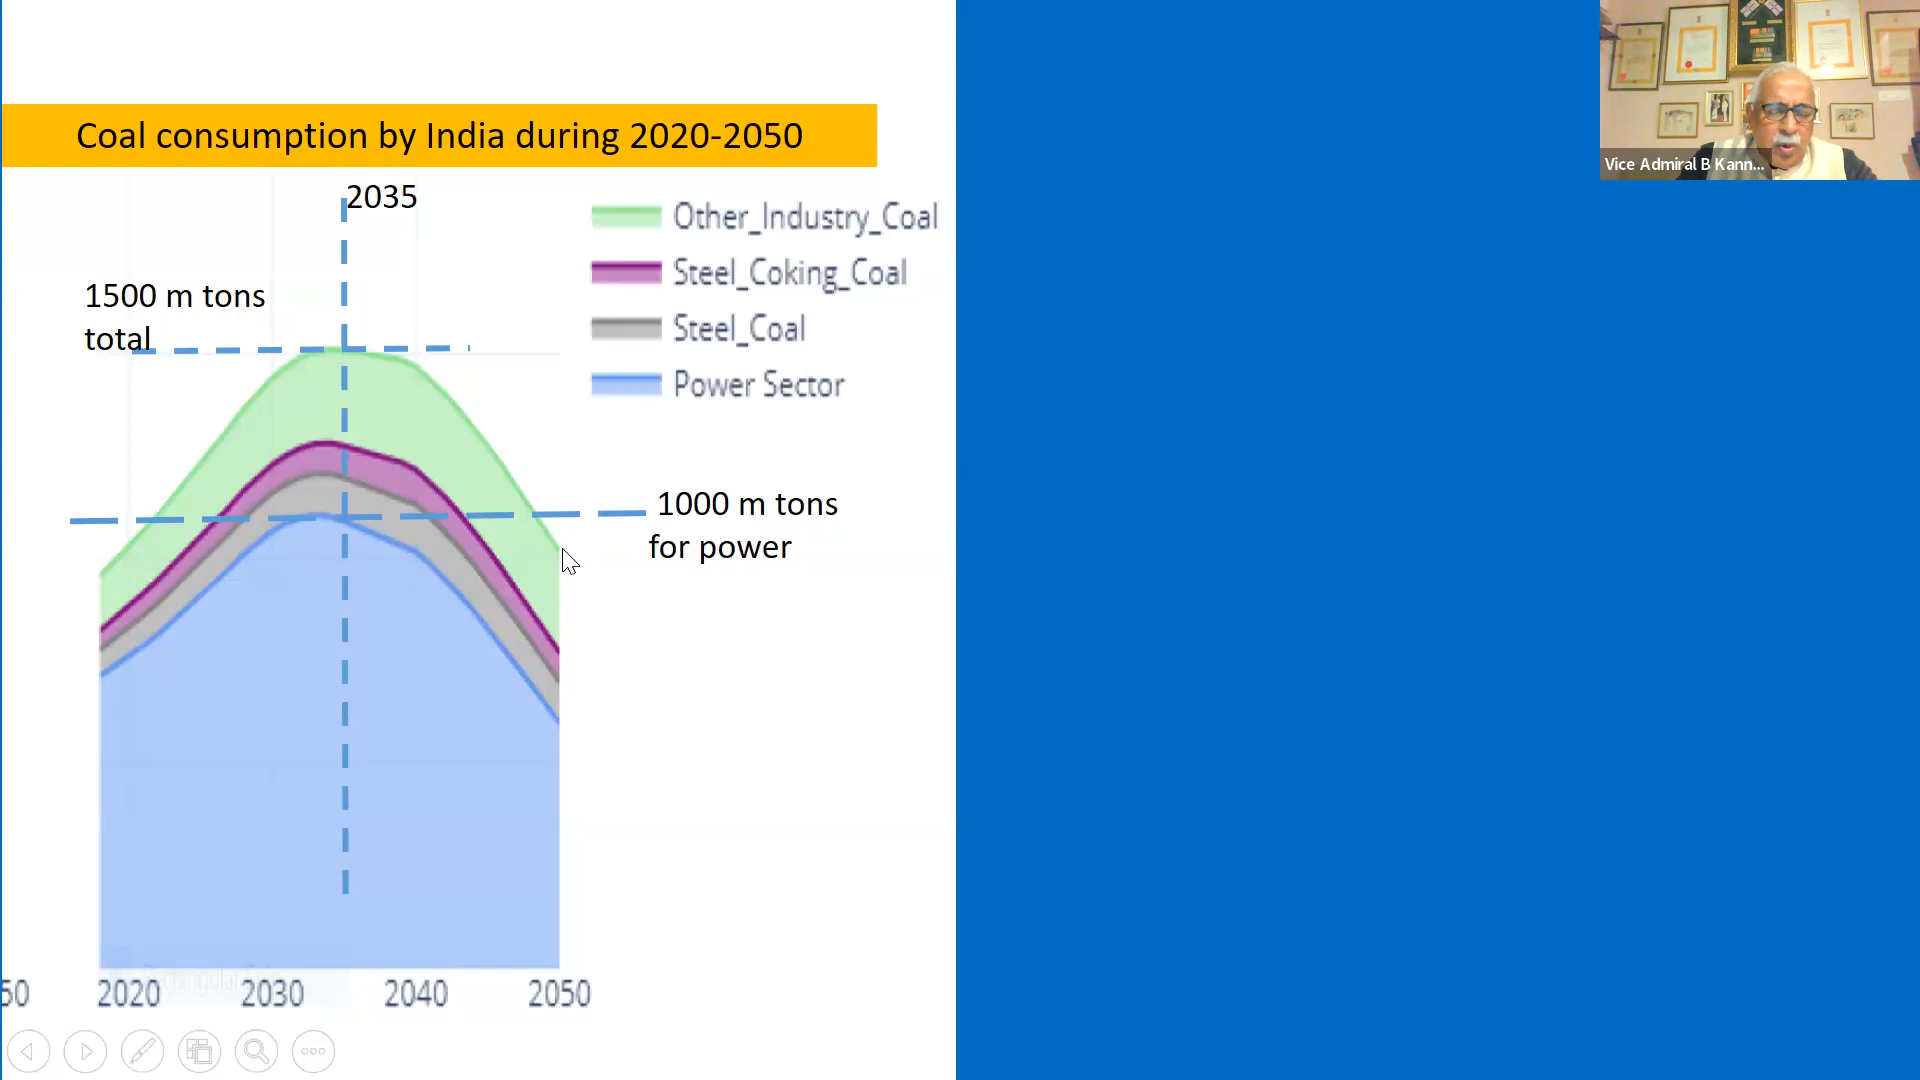 Coal consumption by India during 2020-2050
2035
1500 m tons
total
Other_Industry_Coal
Steel_Coking_Coal
Steel_Coal
Power Sector
1000 m tons
for power
50
2020
2030
2040
2050
Vice Admiral B Kann...